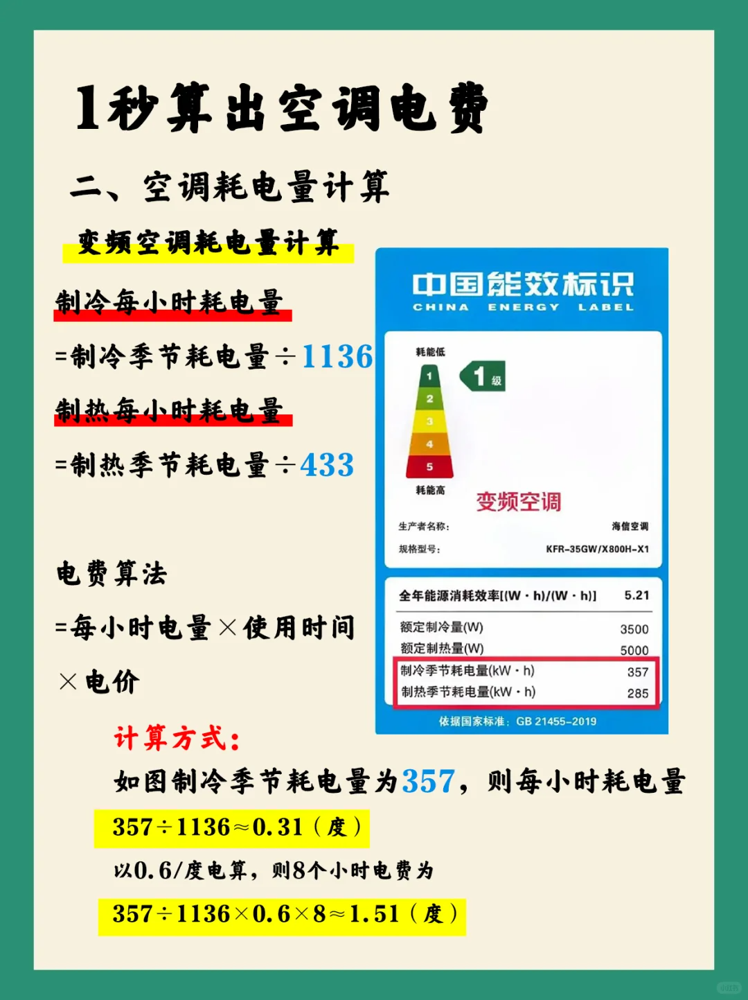 1秒算出空调电费
二、空调耗电量计算
变频空调耗电量计算
制冷每小时耗电量
=制冷季节耗电量÷1136
制热每小时耗电量
=制热季节耗电量÷433
电费算法
=每小时电量×使用时间
×电价
中国能效标识
CHINA ENERGY LABEL
耗能低
1
1级
2
3
4
5
耗能高
变频空调
生产者名称: 海信空调
规格型号: KFR-35GW/X800H-X1
全年能源消耗效率[(W·h)/(W·h)] 5.21
额定制冷量(W) 3500
额定制热量(W) 5000
制冷季节耗电量(kW·h) 357
制热季节耗电量(kW·h) 285
依据国家标准: GB 21455-2019
计算方式:
如图制冷季节耗电量为357，则每小时耗电量
357÷1136≈0.31（度）
以0.6/度电算，则8个小时电费为
357÷1136×0.6×8≈1.51（度）
小红书